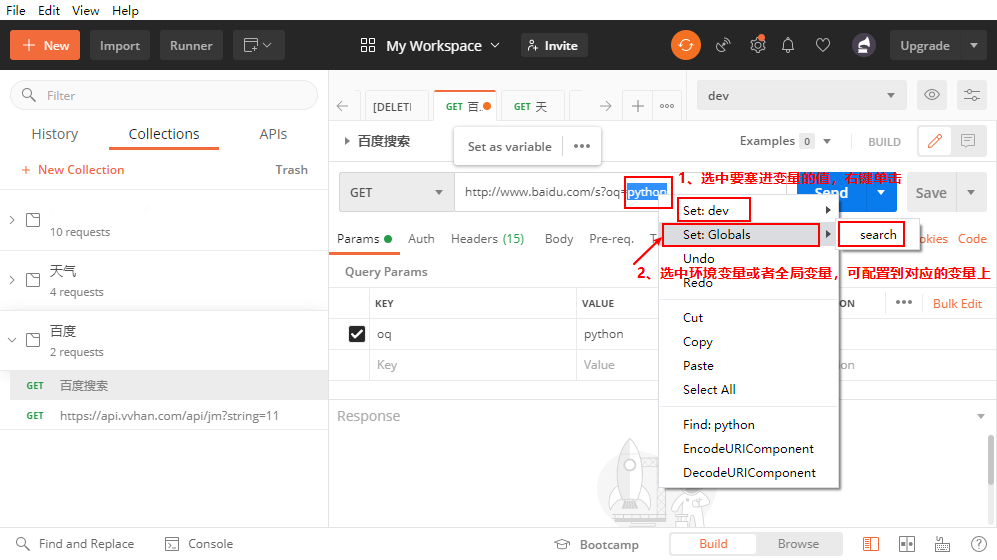 File Edit View Help
+ New Import Runner My Workspace Invite Upgrade
Filter
History Collections APIs
+ New Collection Trash
10 requests
天气
4 requests
百度
2 requests
GET 百度搜索
GET https://api.vvhan.com/api/jm?string=11
[DELETI GET 百. GET 天
dev
百度搜索
Examples 0 BUILD
Set as variable
GET http://www.baidu.com/s?oq=python Send Save
1、选中要塞进变量的值，右键单击
Params Auth Headers (15) Body Pre-req. T okies Code
Set: dev
Set: Globals search
Undo
2、选中环境变量或者全局变量，可配置到对应的变量上
Redo
Query Params
KEY VALUE ON Bulk Edit
oq python
Key Value on
Cut
Copy
Paste
Select All
Find: python
EncodeURIComponent
DecodeURIComponent
Response
Find and Replace Console Bootcamp Build Browse